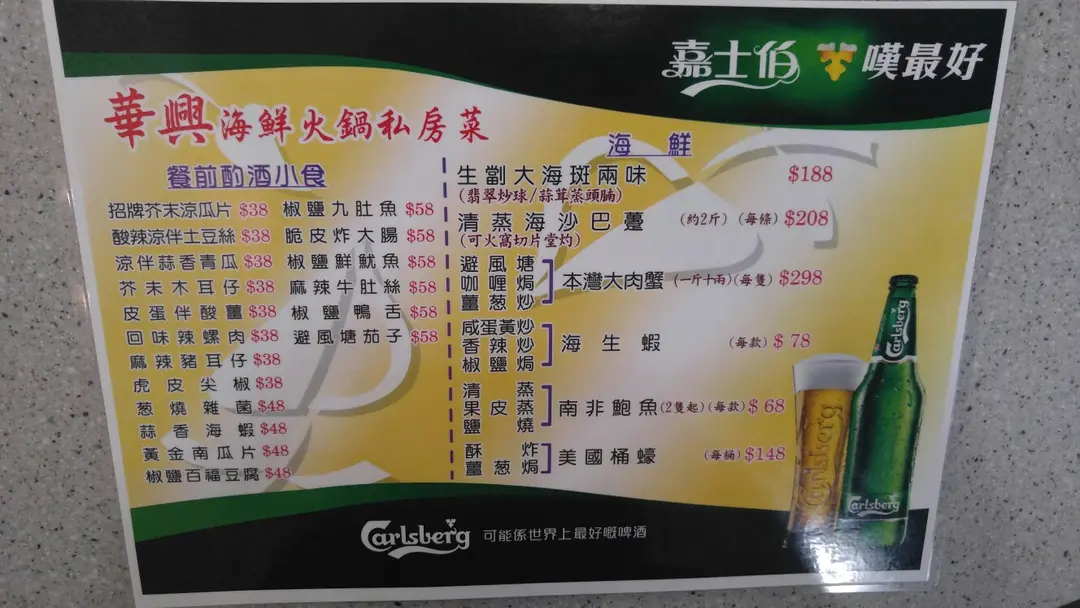 嘉士伯 嘆最好
華興海鮮火鍋私房菜
餐前酌酒小食
招牌芥末涼瓜片 $38 椒鹽九肚魚 $58
酸辣涼伴土豆絲 $38 脆皮炸大腸 $58
涼伴蒜香青瓜 $38 椒鹽鮮魷魚 $58
芥末木耳仔 $38 麻辣牛肚絲 $58
皮蛋伴酸薑 $38 椒鹽鴨舌 $58
回味辣螺肉 $38 避風塘茄子 $58
麻辣豬耳仔 $38
虎皮尖椒 $38
葱燒雜菌 $48
蒜香海蝦 $48
黃金南瓜片 $48
椒鹽百福豆腐 $48
海鮮
生劏大海斑兩味 $188
(翡翠炒球/蒜茸蒸頭腩)
清蒸海沙巴躉 (約2斤) (每條) $208
(可火窩切片堂灼)
避風塘
咖喱焗 本灣大肉蟹 (一斤十兩)(每隻) $298
薑葱炒
咸蛋黃炒
香辣炒 海生蝦 (每款) $78
椒鹽焗
清蒸
果皮蒸 南非鮑魚 (2隻起)(每款) $68
鹽燒
酥炸
薑葱焗 美國桶蠔 (每桶) $148
Carlsberg
Carlsberg
Carlsberg
Carlsberg 可能係世界上最好嘅啤酒